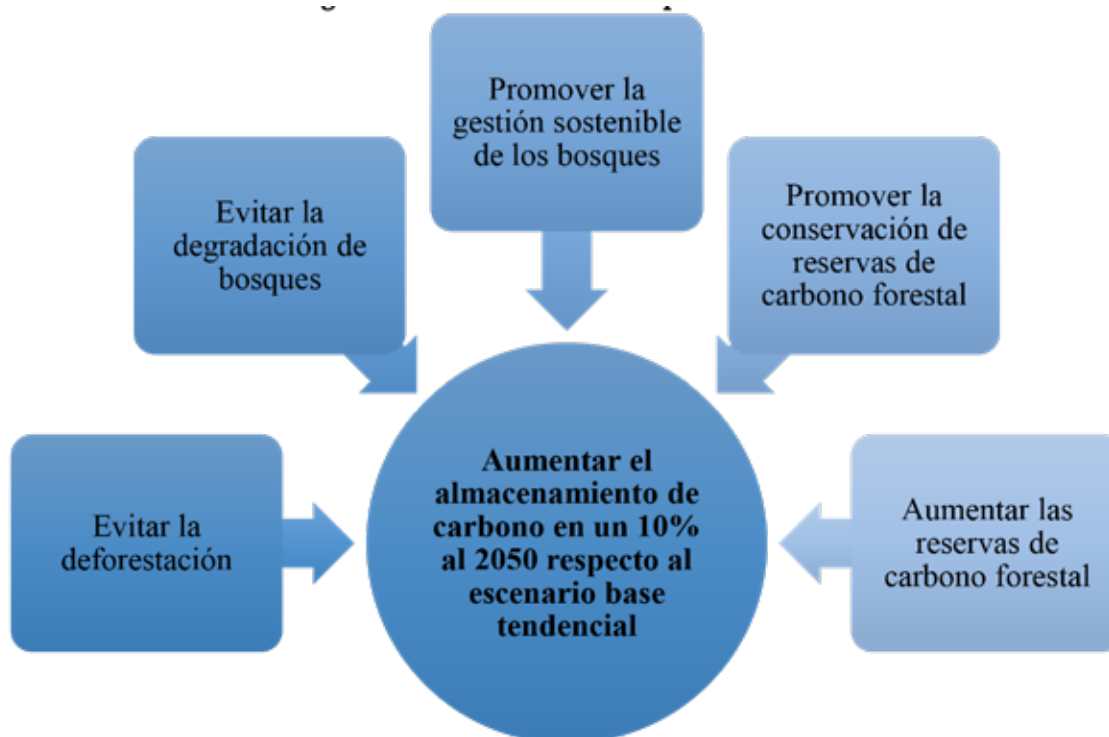 Promover la
gestión sostenible
de los bosques
Evitar la
degradación de
bosques
Promover la
conservación de
reservas de
carbono forestal
Evitar la
deforestación
Aumentar el
almacenamiento de
carbono en un 10%
al 2050 respecto al
escenario base
tendencial
Aumentar las
reservas de
carbono forestal